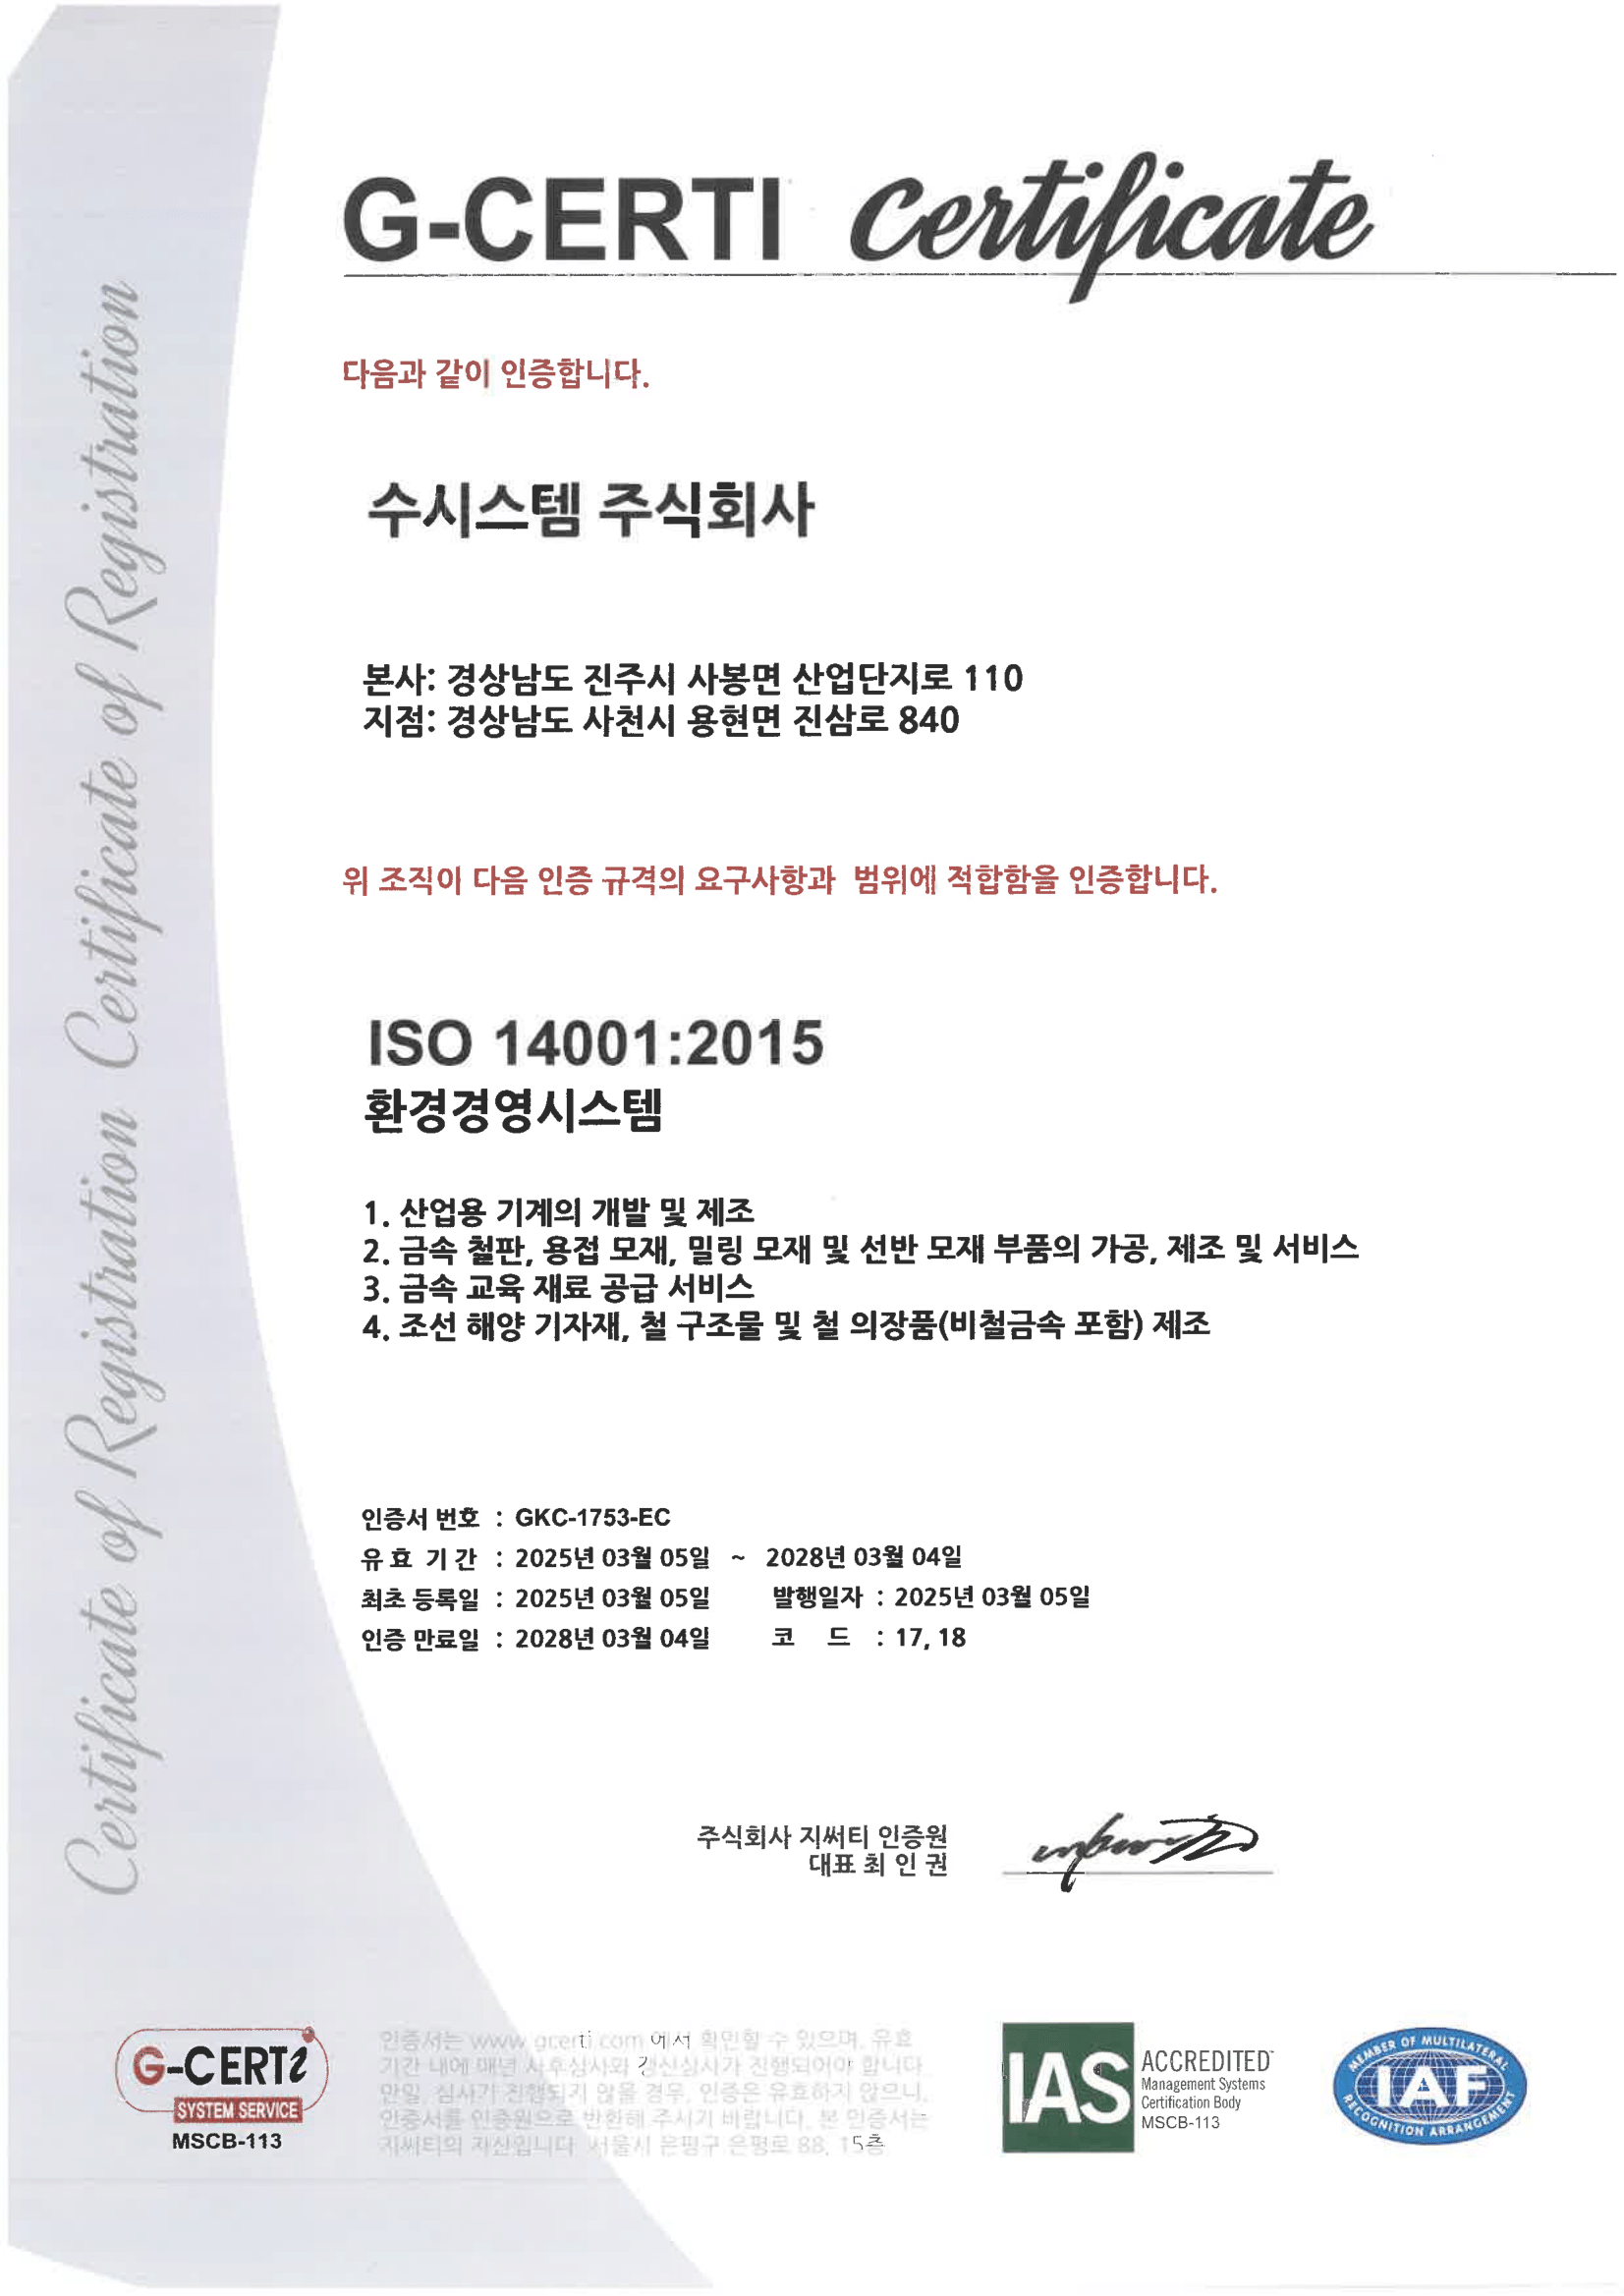 G-CERTI Certificate
다음과 같이 인증합니다.
수시스템 주식회사
본사: 경상남도 진주시 사봉면 산업단지로 110
지점: 경상남도 사천시 용현면 진삼로 840
위 조직이 다음 인증 규격의 요구사항과 범위에 적합함을 인증합니다.
ISO 14001:2015
환경경영시스템
1. 산업용 기계의 개발 및 제조
2. 금속 철판, 용접 모재, 밀링 모재 및 선반 모재 부품의 가공, 제조 및 서비스
3. 금속 교육 재료 공급 서비스
4. 조선 해양 기자재, 철 구조물 및 철 의장품(비철금속 포함) 제조
인증서 번호 : GKC-1753-EC
유 효 기 간 : 2025년 03월 05일 ~ 2028년 03월 04일
최초 등록일 : 2025년 03월 05일 발행일자 : 2025년 03월 05일
인증 만료일 : 2028년 03월 04일 코 드 : 17, 18
주식회사 지써티 인증원
대표 최 인 권
Certificate of Registration Certificate of Registration
G-CERTi
SYSTEM SERVICE
MSCB-113
인증서는 www.gcerti.com 에서 확인할 수 있으며, 유효
기간 내에 매년 사후심사와 갱신심사가 진행되어야 합니다
만일, 심사가 진행되지 않을 경우, 인증은 유효하지 않으니,
인증서를 인증원으로 반환해 주시기 바랍니다. 본 인증서는
지써티의 자산입니다. 서울시 은평구 은평로 88, 15층
IAS
ACCREDITED
Management Systems
Certification Body
MSCB-113
MEMBER OF MULTILATERAL
IAF
RECOGNITION ARRANGEMENT